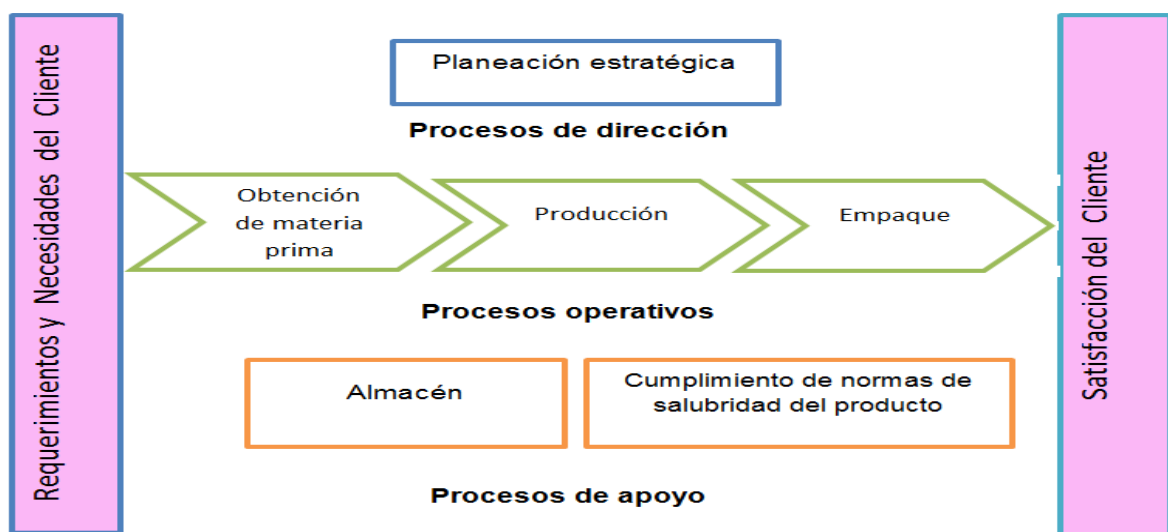 Requerimientos y Necesidades del Cliente
Planeación estratégica
Procesos de dirección
Obtención
de materia
prima
Producción
Empaque
Procesos operativos
Almacén
Cumplimiento de normas de
salubridad del producto
Procesos de apoyo
Satisfacción del Cliente